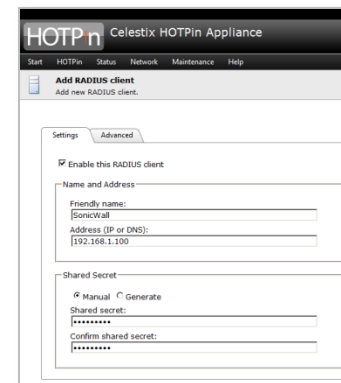 HOTPin Celestix HOTPin Appliance
Start HOTPin Status Network Maintenance Help
Add RADIUS client
Add new RADIUS client.
Settings Advanced
Enable this RADIUS client
Name and Address
Friendly name:
SonicWall
Address (IP or DNS):
192.168.1.100
Shared Secret
Manual Generate
Shared secret:
•••••••••
Confirm shared secret:
•••••••••